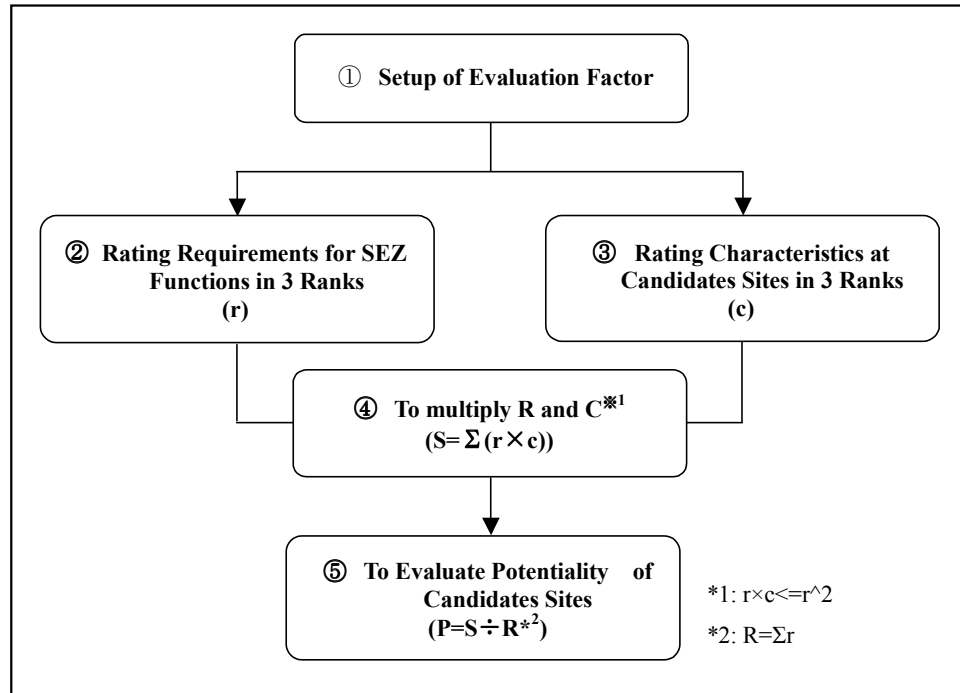 ① Setup of Evaluation Factor
② Rating Requirements for SEZ
Functions in 3 Ranks
(r)
③ Rating Characteristics at
Candidates Sites in 3 Ranks
(c)
④ To multiply R and C※1
(S=Σ(r×c))
⑤ To Evaluate Potentiality of
Candidates Sites
(P=S÷R*2)
*1: r×c<=r^2
*2: R=Σr